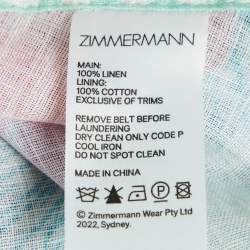 ZIMMERMANN
MAIN:
100% LINEN
LINING:
100% COTTON
EXCLUSIVE OF TRIMS
REMOVE BELT BEFORE
LAUNDERING
DRY CLEAN ONLY CODE P
COOL IRON
DO NOT SPOT CLEAN
MADE IN CHINA
P
© Zimmermann Wear Pty Ltd
2022, Sydney.